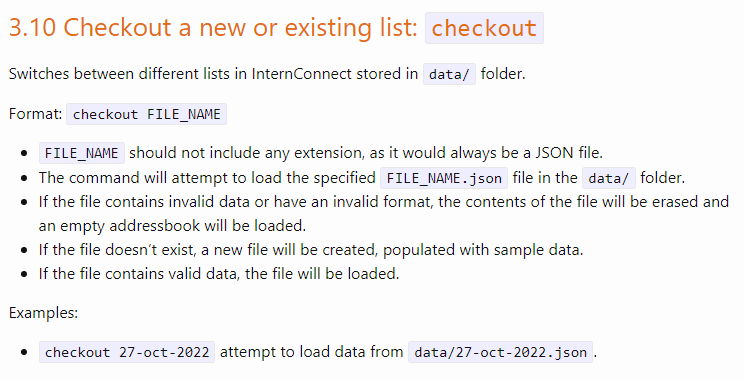 3.10 Checkout a new or existing list: checkout
Switches between different lists in InternConnect stored in data/ folder.
Format: checkout FILE_NAME
• FILE_NAME should not include any extension, as it would always be a JSON file.
• The command will attempt to load the specified FILE_NAME.json file in the data/ folder.
• If the file contains invalid data or have an invalid format, the contents of the file will be erased and
an empty addressbook will be loaded.
• If the file doesn't exist, a new file will be created, populated with sample data.
• If the file contains valid data, the file will be loaded.
Examples:
• checkout 27-oct-2022 attempt to load data from data/27-oct-2022.json.